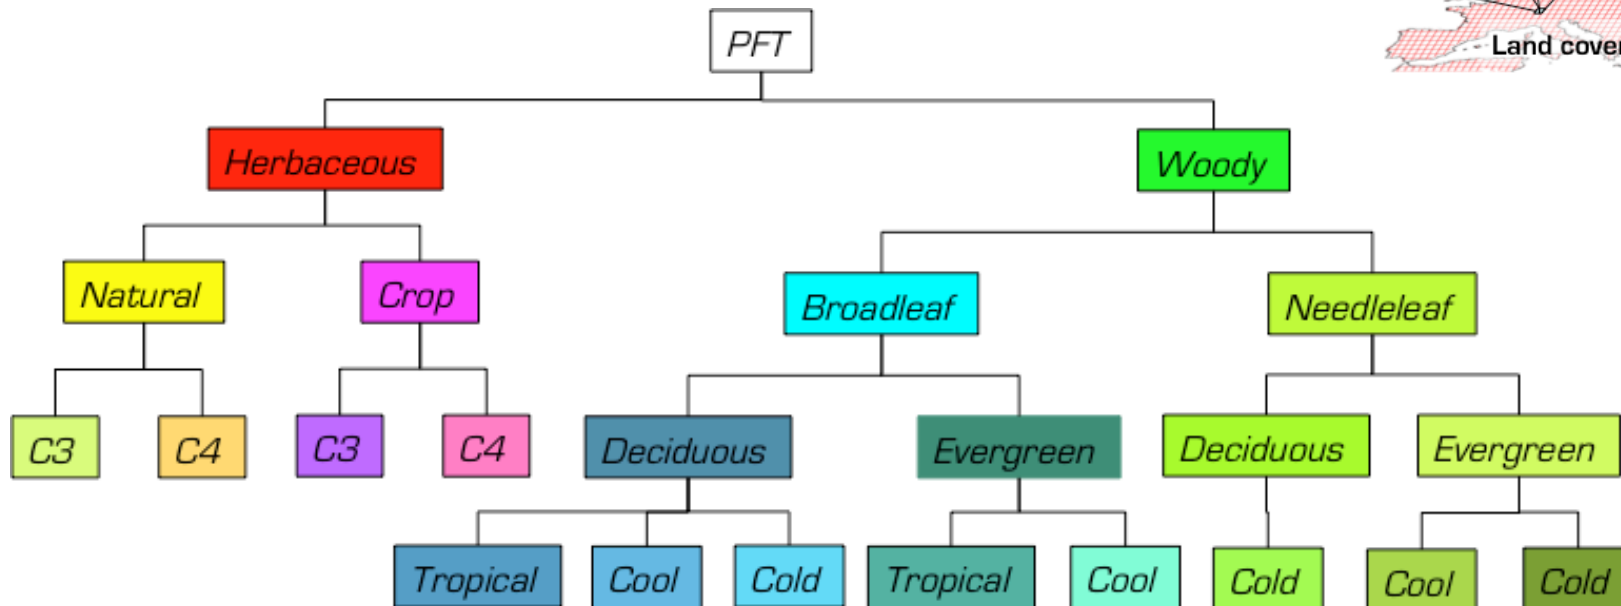 PFT
Land cover
Herbaceous
Woody
Natural
Crop
Broadleaf
Needleleaf
C3
C4
C3
C4
Deciduous
Evergreen
Deciduous
Evergreen
Tropical
Cool
Cold
Tropical
Cool
Cold
Cool
Cold